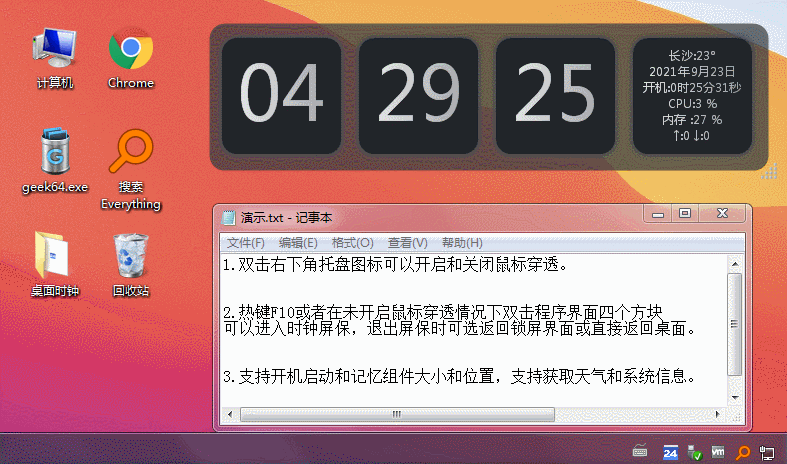 04
29
25
长沙:23°
2021年9月23日
开机:0时25分31秒
CPU:3 %
内存 :27 %
↑:0 ↓:0
计算机
Chrome
geek64.exe
搜索
Everything
桌面时钟
回收站
演示.txt - 记事本
文件(F) 编辑(E) 格式(O) 查看(V) 帮助(H)
1.双击右下角托盘图标可以开启和关闭鼠标穿透。
2.热键F10或者在未开启鼠标穿透情况下双击程序界面四个方块
可以进入时钟屏保，退出屏保时可选返回锁屏界面或直接返回桌面。
3.支持开机启动和记忆组件大小和位置，支持获取天气和系统信息。
24
vm